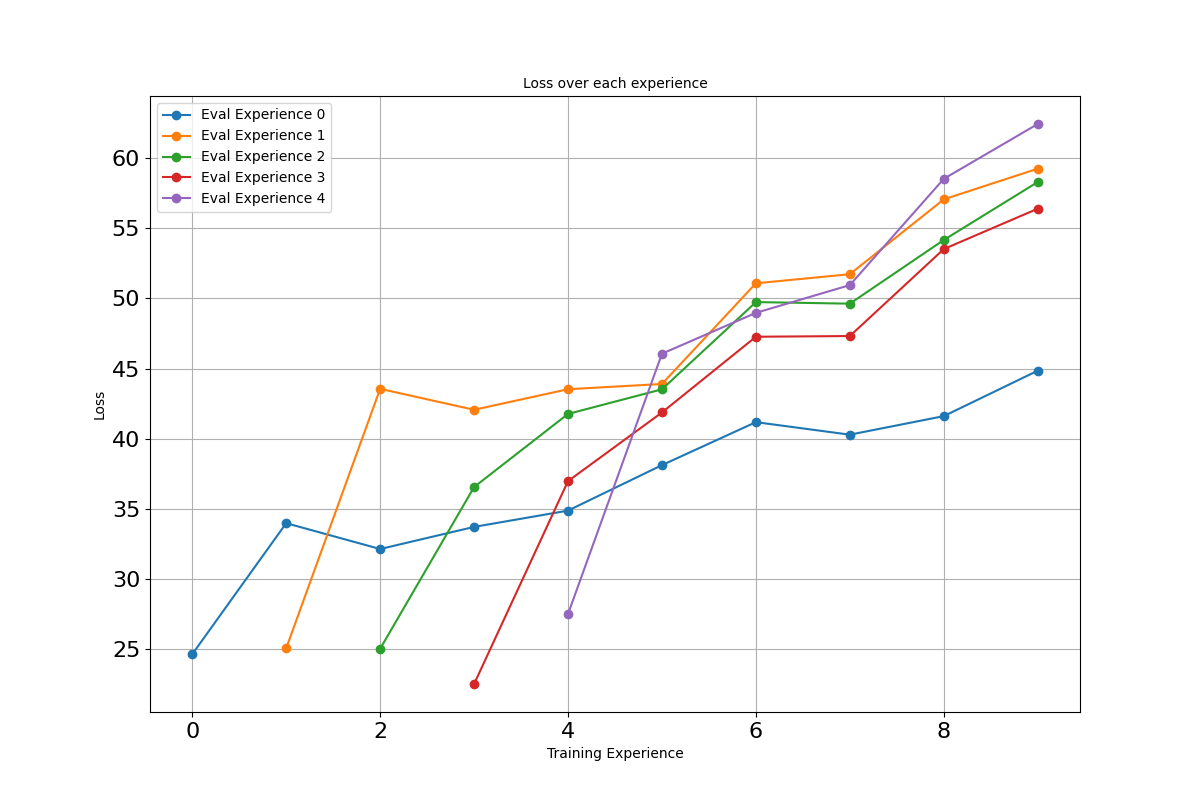 Loss over each experience
Eval Experience 0
Eval Experience 1
Eval Experience 2
Eval Experience 3
Eval Experience 4
60
55
50
45
40
35
30
25
Loss
0 2 4 6 8
Training Experience